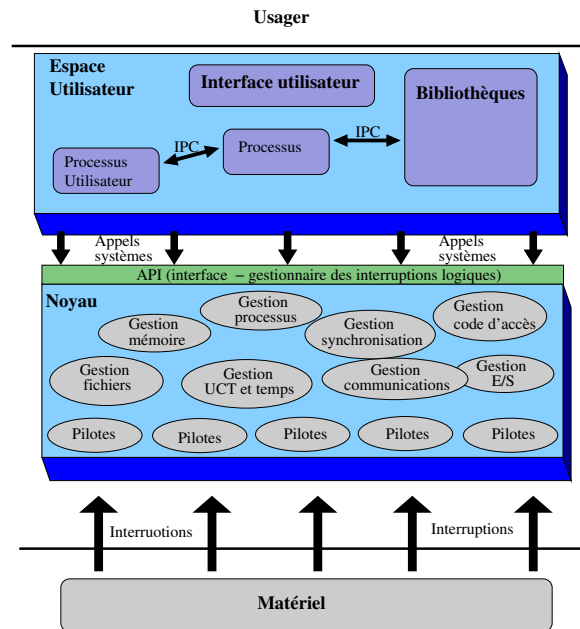 Usager
Espace
Utilisateur
Interface utilisateur
Bibliothèques
IPC
IPC
Processus
Processus
Utilisateur
Appels
systèmes
Appels
systèmes
API (interface – gestionnaire des interruptions logiques)
Noyau
Gestion
processus
Gestion
code d'accès
Gestion
mémoire
Gestion
synchronisation
Gestion
fichiers
Gestion
UCT et temps
Gestion
communications
Gestion
E/S
Pilotes
Pilotes
Pilotes
Pilotes
Pilotes
Interruotions
Interruptions
Matériel